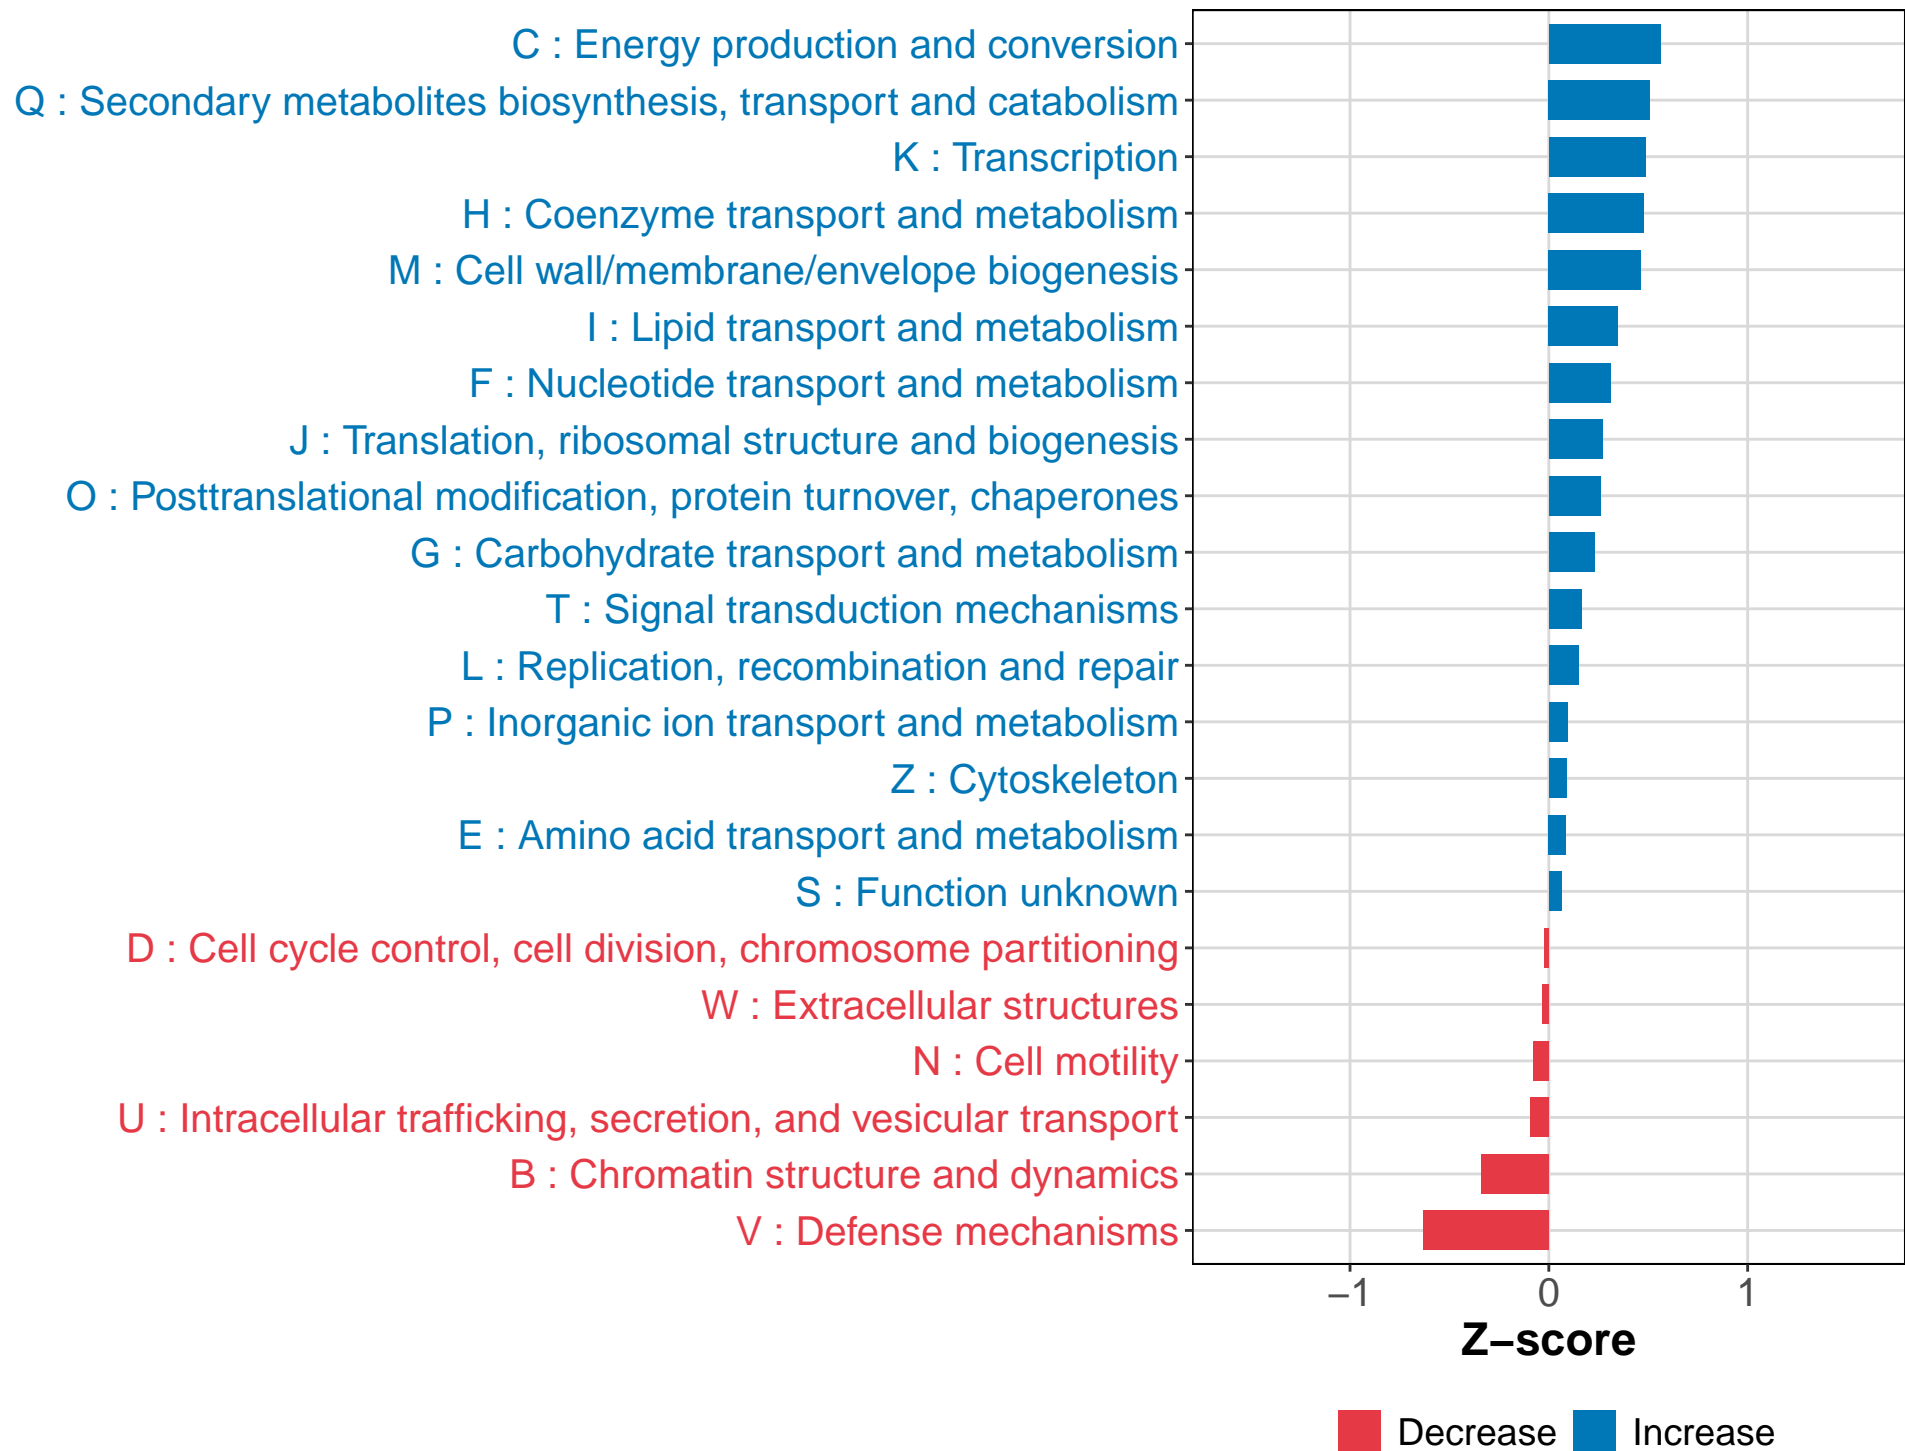 C : Energy production and conversion
Q : Secondary metabolites biosynthesis, transport and catabolism
K : Transcription
H : Coenzyme transport and metabolism
M : Cell wall/membrane/envelope biogenesis
I : Lipid transport and metabolism
F : Nucleotide transport and metabolism
J : Translation, ribosomal structure and biogenesis
O : Posttranslational modification, protein turnover, chaperones
G : Carbohydrate transport and metabolism
T : Signal transduction mechanisms
L : Replication, recombination and repair
P : Inorganic ion transport and metabolism
Z : Cytoskeleton
E : Amino acid transport and metabolism
S : Function unknown
D : Cell cycle control, cell division, chromosome partitioning
W : Extracellular structures
N : Cell motility
U : Intracellular trafficking, secretion, and vesicular transport
B : Chromatin structure and dynamics
V : Defense mechanisms
−1 0 1
Z−score
Decrease Increase